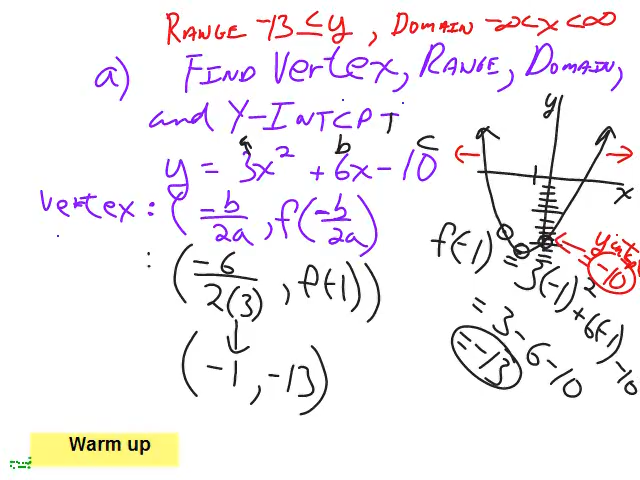 RANGE -13 ≤ y, DOMAIN -∞ < x < ∞
a) FIND Vertex, RANGE, DOMAIN,
and Y-INTCPT
a b c
y = 3x² + 6x - 10
vertex: (-b/2a, f(-b/2a))
: (-6/2(3), f(-1))
(-1, -13)
y
x
y int
= -10
f(-1) = 3(-1)² + 6(-1) - 10
= 3 - 6 - 10
= -13
Warm up